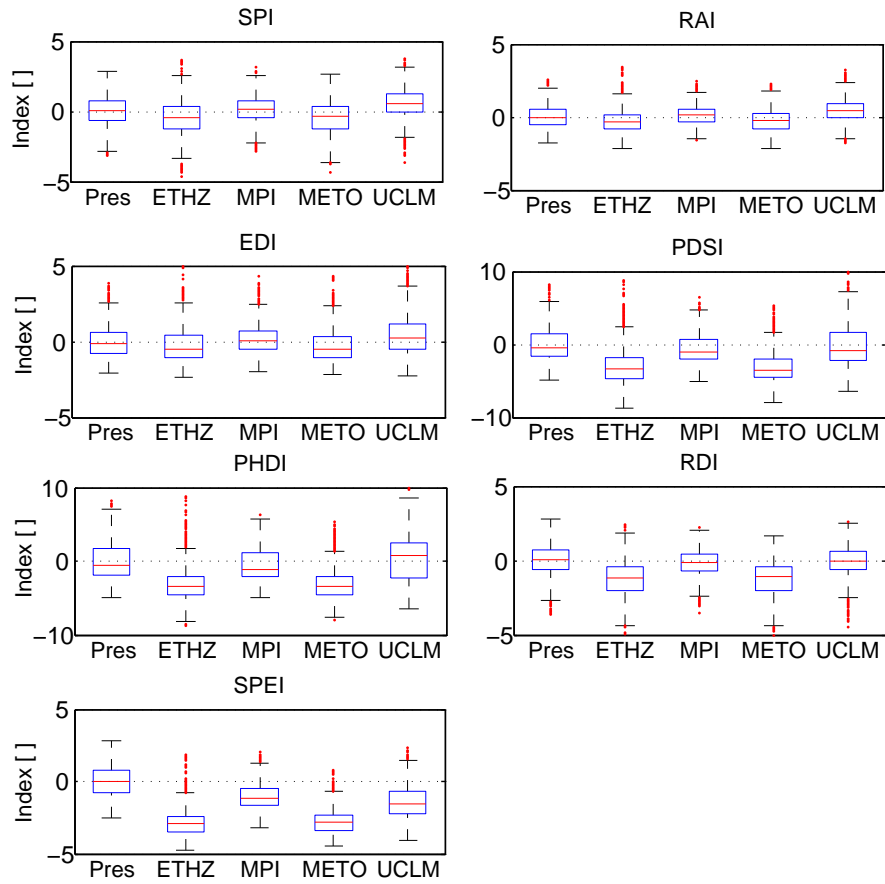 SPI
5
0
−5
Index [ ]
Pres ETHZ MPI METO UCLM
RAI
5
0
−5
Pres ETHZ MPI METO UCLM
EDI
5
0
−5
Index [ ]
Pres ETHZ MPI METO UCLM
PDSI
10
0
−10
Pres ETHZ MPI METO UCLM
PHDI
10
0
−10
Index [ ]
Pres ETHZ MPI METO UCLM
RDI
5
0
−5
Pres ETHZ MPI METO UCLM
SPEI
5
0
−5
Index [ ]
Pres ETHZ MPI METO UCLM